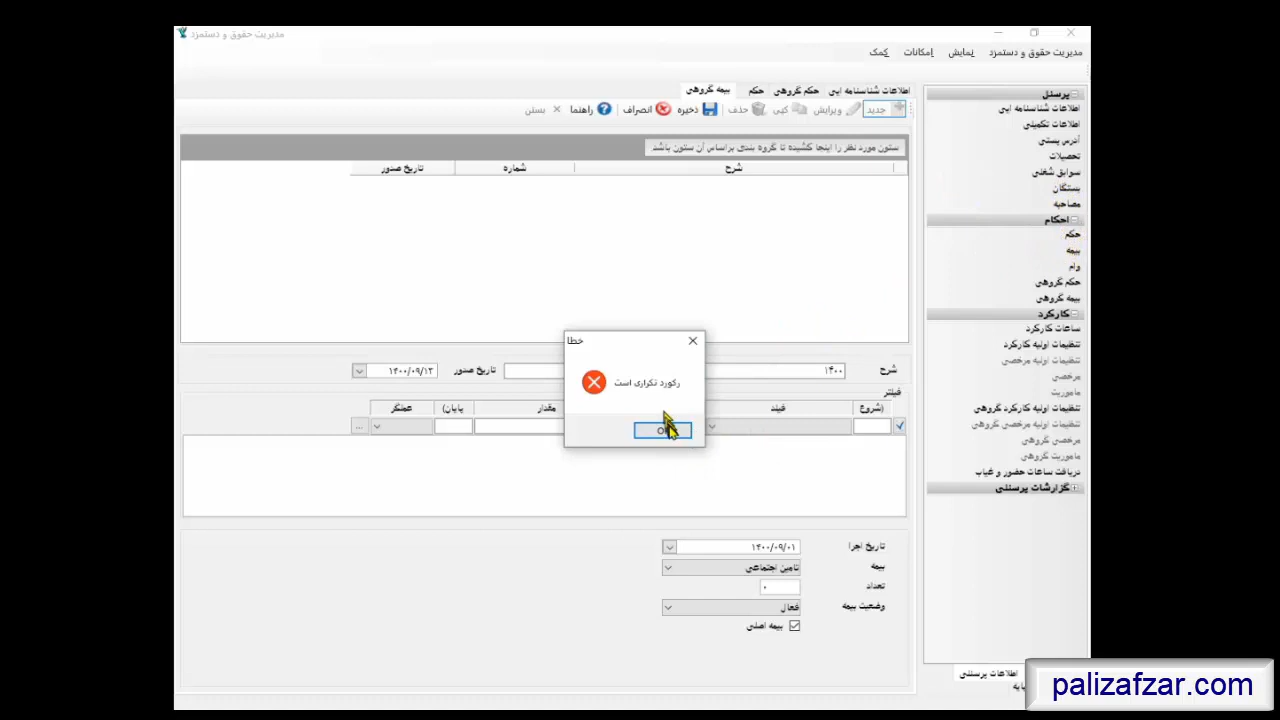 مدیریت حقوق و دستمزد
مدیریت حقوق و دستمزد نمایش امکانات کمک
اطلاعات شناسنامه ایی حکم گروهی حکم بیمه گروهی
جدید ویرایش کپی حذف ذخیره انصراف راهنما بستن
ستون مورد نظر را اینجا کشیده تا گروه بندی براساس آن ستون باشد.
شرح شماره تاریخ صدور
پرسنل
اطلاعات شناسنامه ایی
اطلاعات تکمیلی
آدرس پستی
تحصیلات
سوابق شغلی
بستگان
مصاحبه
احکام
حکم
بیمه
وام
حکم گروهی
بیمه گروهی
کارکرد
ساعات کارکرد
تنظیمات اولیه کارکرد
تنظیمات اولیه مرخصی
مرخصی
ماموریت
تنظیمات اولیه کارکرد گروهی
تنظیمات اولیه مرخصی گروهی
مرخصی گروهی
ماموریت گروهی
دریافت ساعات حضور و غیاب
گزارشات پرسنلی
اطلاعات پرسنلی
خطا
رکورد تکراری است
شرح ۱۴۰۰ تاریخ صدور ۱۴۰۰/۰۹/۱۳
فیلتر
(شروع فیلد مقدار پایان) عملگر
...
تاریخ اجرا ۱۴۰۰/۰۹/۰۱
بیمه تامین اجتماعی
تعداد ۰
وضعیت بیمه فعال
بیمه اصلی
palizafzar.com